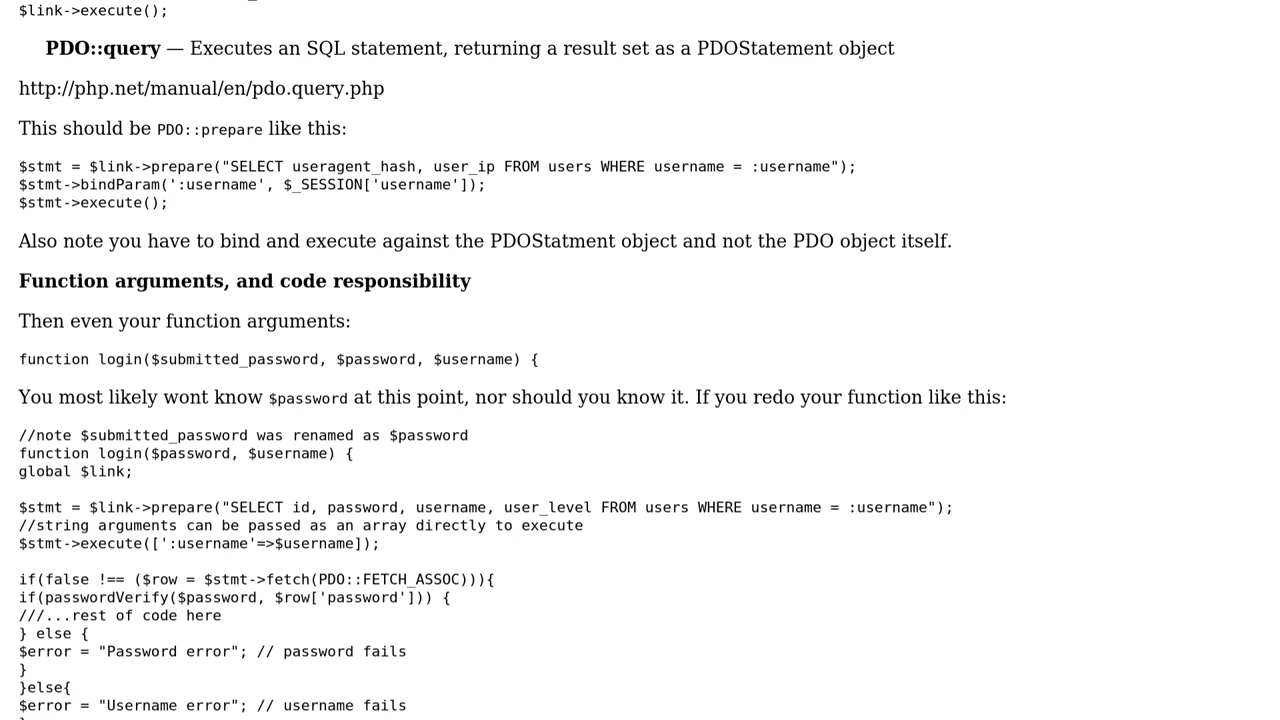 $link->execute();
PDO::query — Executes an SQL statement, returning a result set as a PDOStatement object
http://php.net/manual/en/pdo.query.php
This should be PDO::prepare like this:
$stmt = $link->prepare("SELECT useragent_hash, user_ip FROM users WHERE username = :username");
$stmt->bindParam(':username', $_SESSION['username']);
$stmt->execute();
Also note you have to bind and execute against the PDOStatment object and not the PDO object itself.
Function arguments, and code responsibility
Then even your function arguments:
function login($submitted_password, $password, $username) {
You most likely wont know $password at this point, nor should you know it. If you redo your function like this:
//note $submitted_password was renamed as $password
function login($password, $username) {
global $link;
$stmt = $link->prepare("SELECT id, password, username, user_level FROM users WHERE username = :username");
//string arguments can be passed as an array directly to execute
$stmt->execute([':username'=>$username]);
if(false !== ($row = $stmt->fetch(PDO::FETCH_ASSOC))){
if(passwordVerify($password, $row['password'])) {
///...rest of code here
} else {
$error = "Password error"; // password fails
}
}else{
$error = "Username error"; // username fails